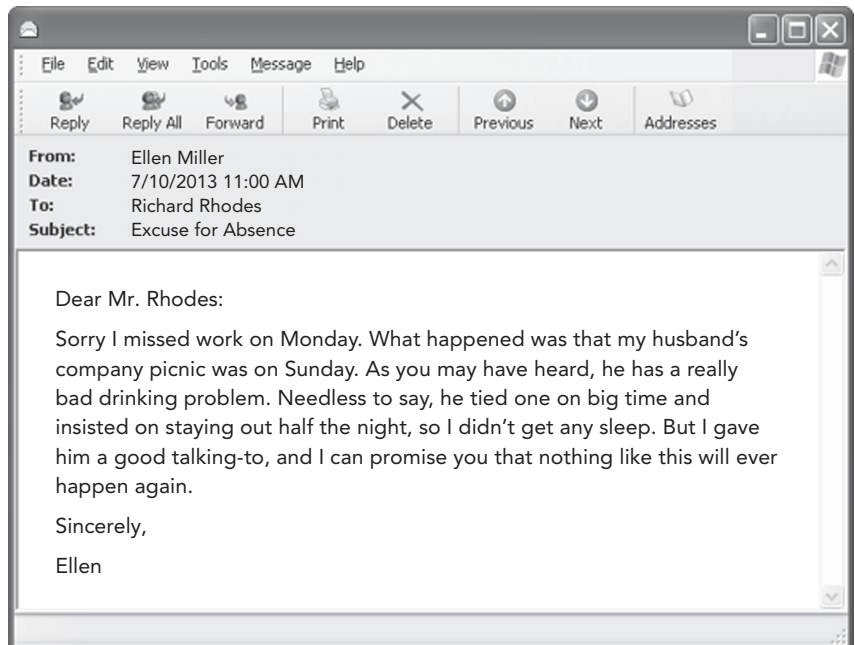 File Edit View Tools Message Help
Reply Reply All Forward Print Delete Previous Next Addresses
From: Ellen Miller
Date: 7/10/2013 11:00 AM
To: Richard Rhodes
Subject: Excuse for Absence
Dear Mr. Rhodes:
Sorry I missed work on Monday. What happened was that my husband’s
company picnic was on Sunday. As you may have heard, he has a really
bad drinking problem. Needless to say, he tied one on big time and
insisted on staying out half the night, so I didn’t get any sleep. But I gave
him a good talking-to, and I can promise you that nothing like this will ever
happen again.
Sincerely,
Ellen